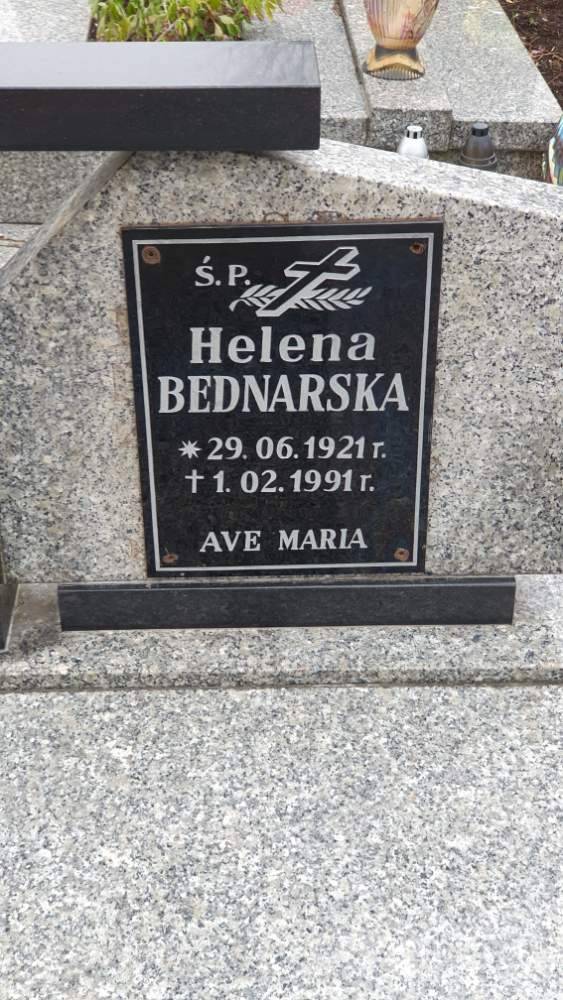 Ś.P.
Helena
BEDNARSKA
* 29.06.1921 r.
† 1.02.1991 r.
AVE MARIA